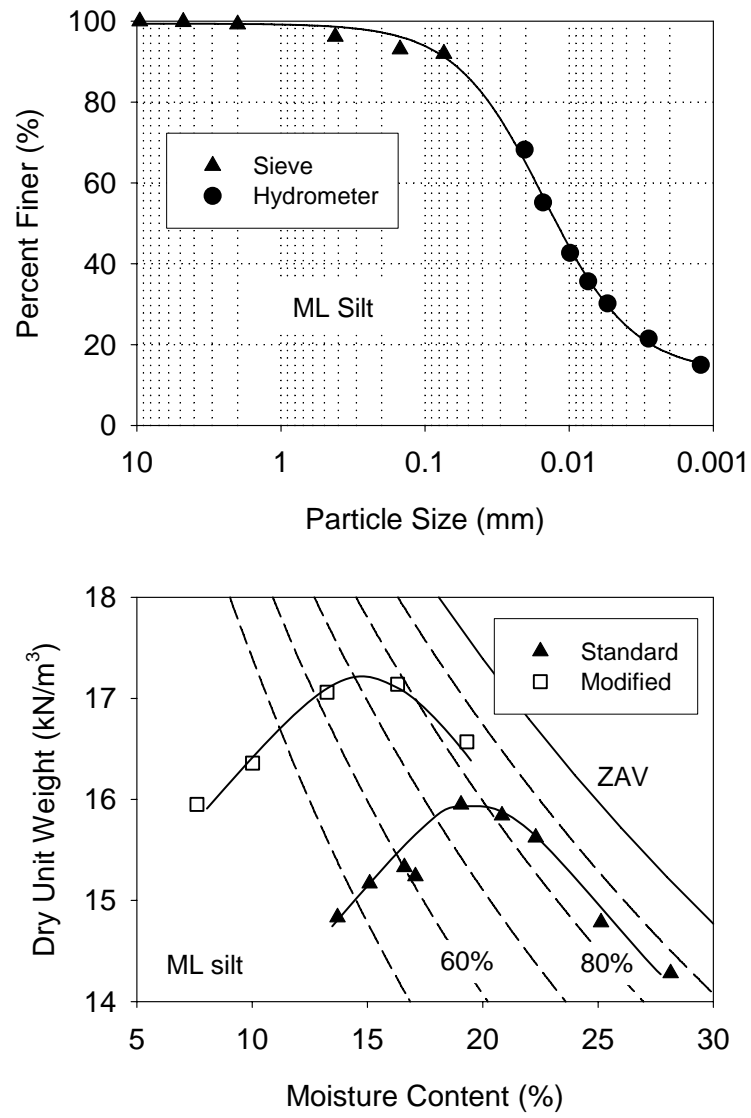 100
80
60
40
20
0
Percent Finer (%)
Sieve
Hydrometer
ML Silt
10 1 0.1 0.01 0.001
Particle Size (mm)
18
17
16
15
14
Dry Unit Weight (kN/m³)
Standard
Modified
ZAV
ML silt
60%
80%
5 10 15 20 25 30
Moisture Content (%)